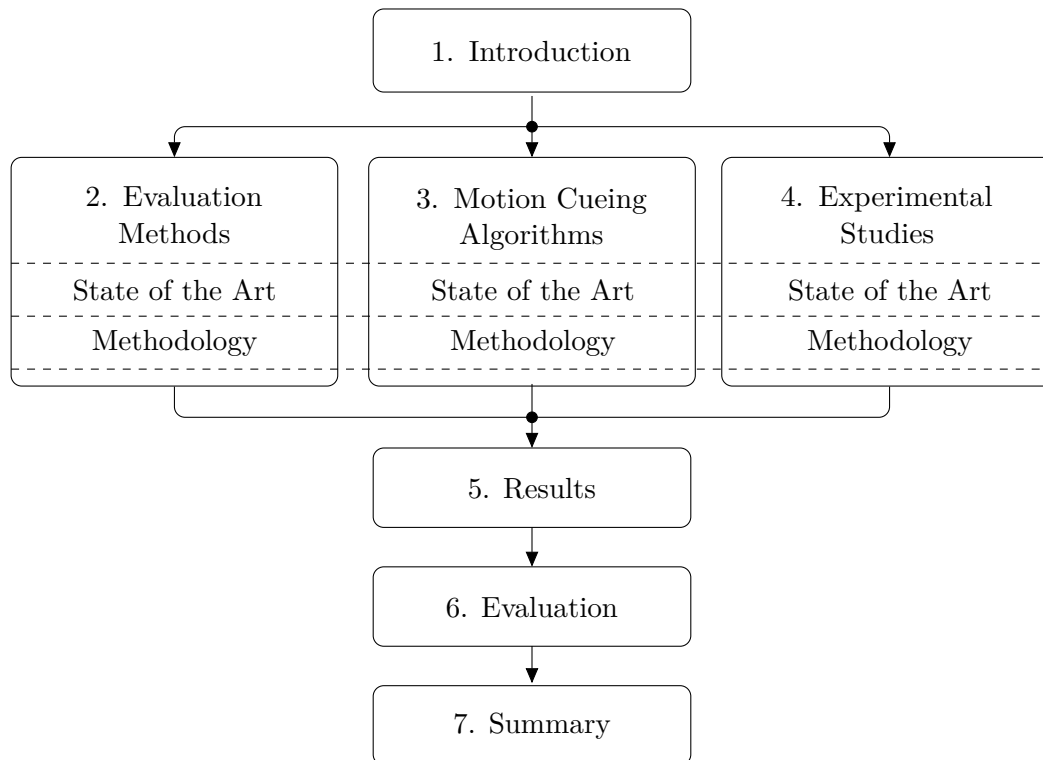 1. Introduction
2. Evaluation
Methods
State of the Art
Methodology
3. Motion Cueing
Algorithms
State of the Art
Methodology
4. Experimental
Studies
State of the Art
Methodology
5. Results
6. Evaluation
7. Summary